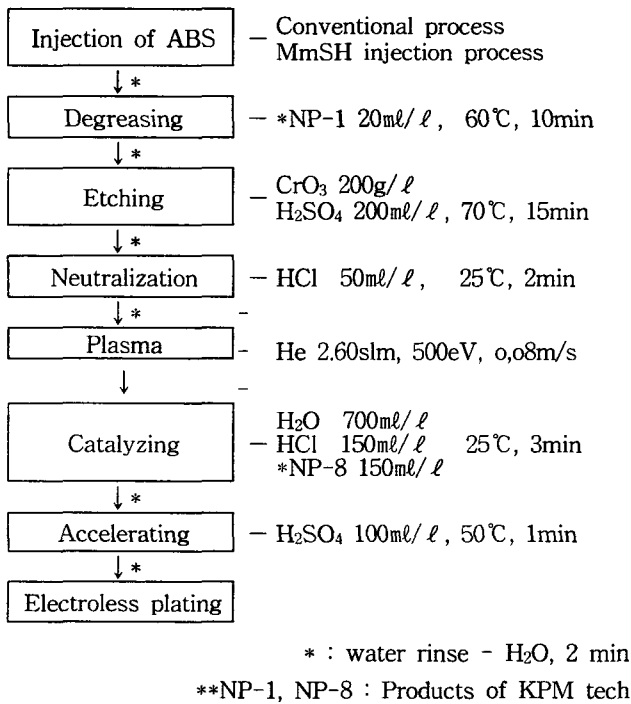 Injection of ABS — Conventional process
MmSH injection process
↓ *
Degreasing — *NP-1 20mℓ/ℓ, 60℃, 10min
↓ *
Etching — CrO₃ 200g/ℓ
H₂SO₄ 200mℓ/ℓ, 70℃, 15min
↓ *
Neutralization — HCl 50mℓ/ℓ, 25℃, 2min
↓ *
Plasma - He 2.60slm, 500eV, o,o8m/s
↓
Catalyzing — H₂O 700mℓ/ℓ
HCl 150mℓ/ℓ 25℃, 3min
*NP-8 150mℓ/ℓ
↓ *
Accelerating — H₂SO₄ 100mℓ/ℓ, 50℃, 1min
↓ *
Electroless plating
* : water rinse - H₂O, 2 min
**NP-1, NP-8 : Products of KPM tech